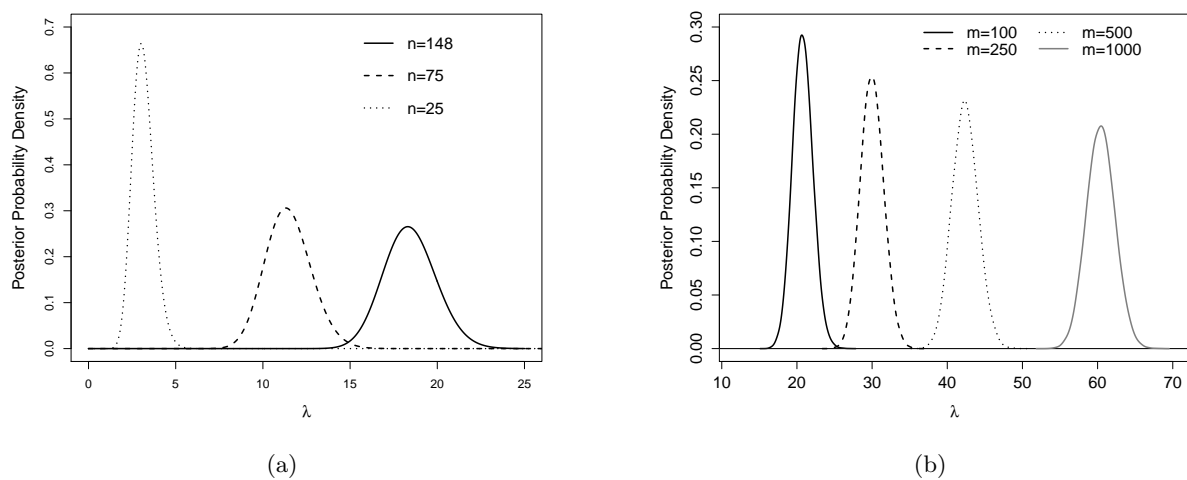 Posterior Probability Density
0.0 0.1 0.2 0.3 0.4 0.5 0.6 0.7
n=148
n=75
n=25
0 5 10 15 20 25
λ
(a)
Posterior Probability Density
0.00 0.05 0.10 0.15 0.20 0.25 0.30
m=100 m=500
m=250 m=1000
10 20 30 40 50 60 70
λ
(b)